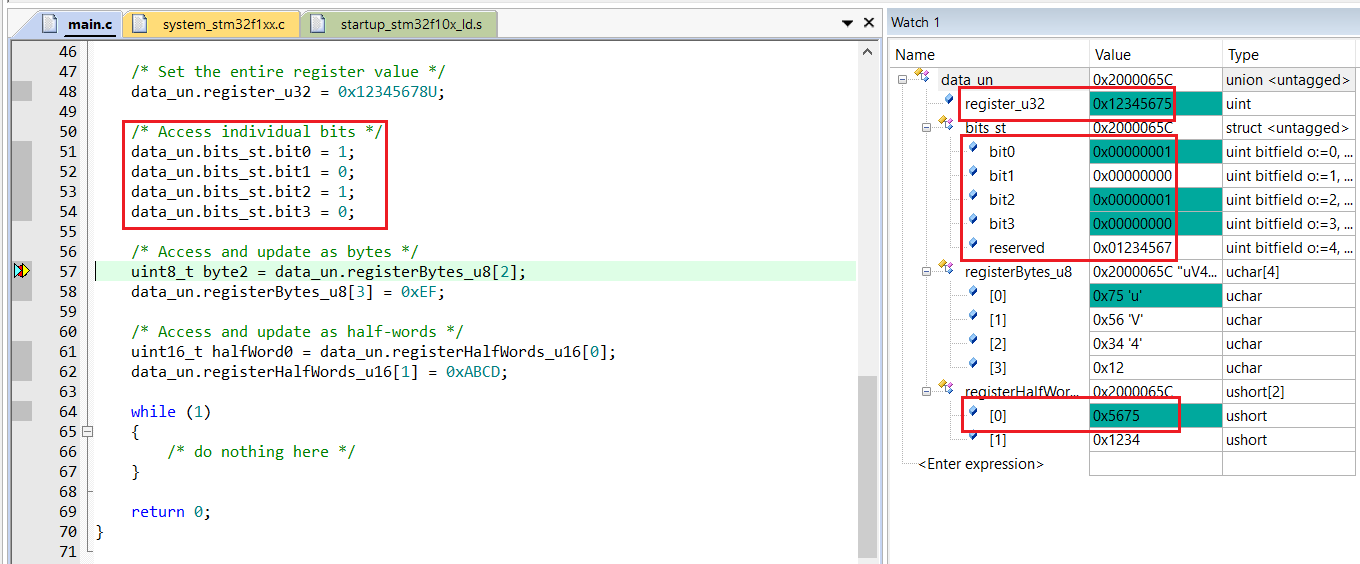 main.c system_stm32f1xx.c startup_stm32f10x_ld.s
46
47 /* Set the entire register value */
48 data_un.register_u32 = 0x12345678U;
49
50 /* Access individual bits */
51 data_un.bits_st.bit0 = 1;
52 data_un.bits_st.bit1 = 0;
53 data_un.bits_st.bit2 = 1;
54 data_un.bits_st.bit3 = 0;
55
56 /* Access and update as bytes */
57 uint8_t byte2 = data_un.registerBytes_u8[2];
58 data_un.registerBytes_u8[3] = 0xEF;
59
60 /* Access and update as half-words */
61 uint16_t halfWord0 = data_un.registerHalfWords_u16[0];
62 data_un.registerHalfWords_u16[1] = 0xABCD;
63
64 while (1)
65 {
66 /* do nothing here */
67 }
68
69 return 0;
70 }
71
Watch 1
Name Value Type
data_un 0x2000065C union <untagged>
register_u32 0x12345675 uint
bits_st 0x2000065C struct <untagged>
bit0 0x00000001 uint bitfield o:=0, ...
bit1 0x00000000 uint bitfield o:=1, ...
bit2 0x00000001 uint bitfield o:=2, ...
bit3 0x00000000 uint bitfield o:=3, ...
reserved 0x01234567 uint bitfield o:=4, ...
registerBytes_u8 0x2000065C "uV4... uchar[4]
[0] 0x75 'u' uchar
[1] 0x56 'V' uchar
[2] 0x34 '4' uchar
[3] 0x12 uchar
registerHalfWor... 0x2000065C ushort[2]
[0] 0x5675 ushort
[1] 0x1234 ushort
<Enter expression>